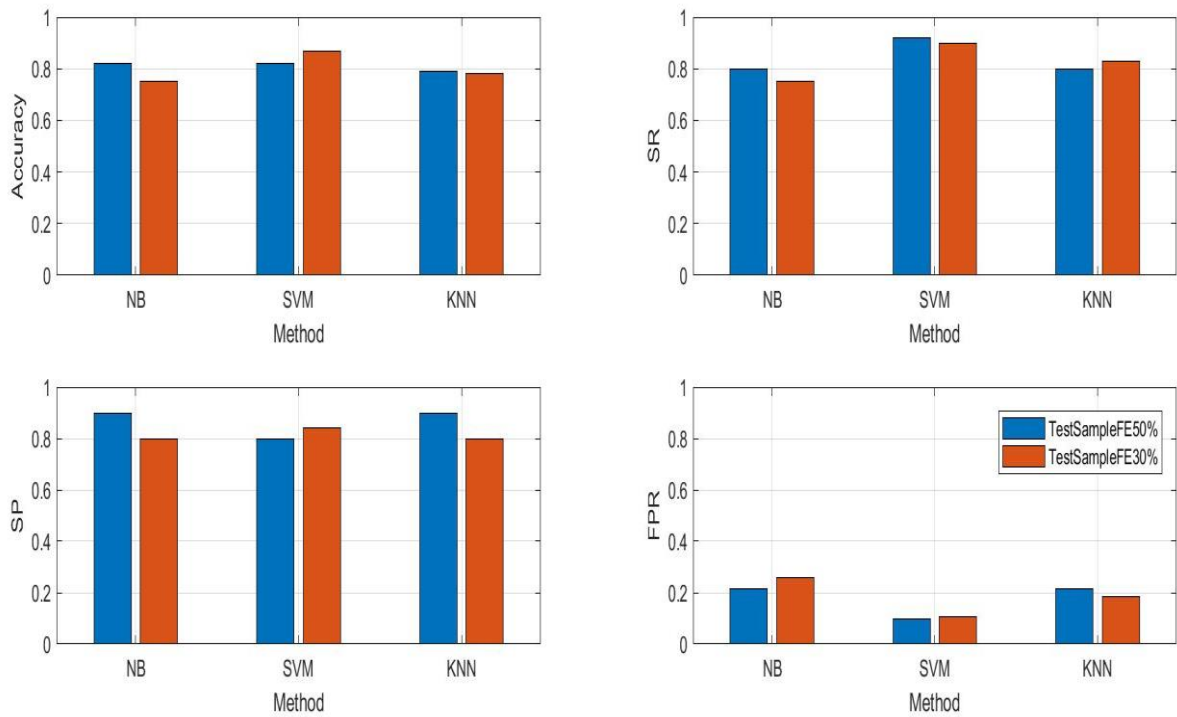 1
0.8
0.6
0.4
0.2
0
Accuracy
NB SVM KNN
Method
1
0.8
0.6
0.4
0.2
0
SR
NB SVM KNN
Method
1
0.8
0.6
0.4
0.2
0
SP
NB SVM KNN
Method
1
0.8
0.6
0.4
0.2
0
FPR
TestSampleFE50%
TestSampleFE30%
NB SVM KNN
Method